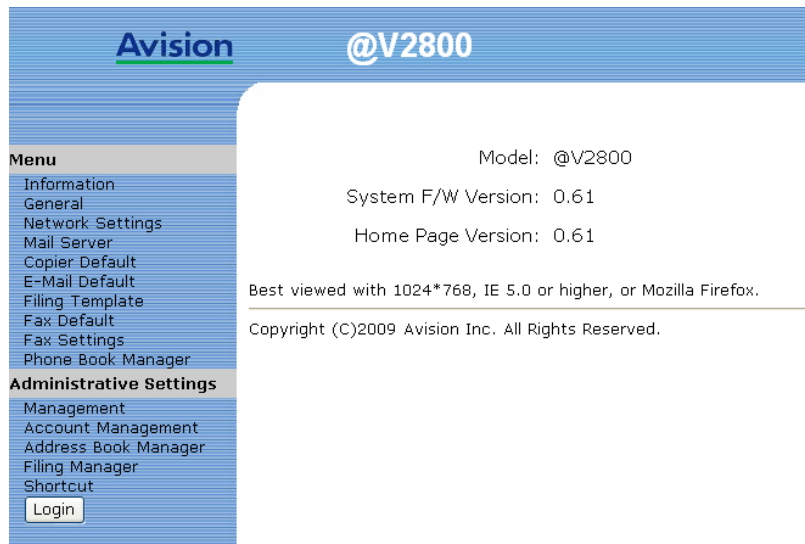 Avision
@V2800
Menu
Information
General
Network Settings
Mail Server
Copier Default
E-Mail Default
Filing Template
Fax Default
Fax Settings
Phone Book Manager
Administrative Settings
Management
Account Management
Address Book Manager
Filing Manager
Shortcut
Login
Model: @V2800
System F/W Version: 0.61
Home Page Version: 0.61
Best viewed with 1024*768, IE 5.0 or higher, or Mozilla Firefox.
Copyright (C)2009 Avision Inc. All Rights Reserved.